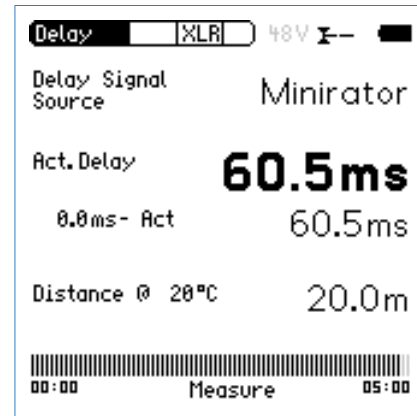 Delay XLR 48V
Delay Signal Minirator
Source
Act.Delay 60.5ms
0.0ms- Act 60.5ms
Distance @ 20°C 20.0m
00:00 Measure 05:00